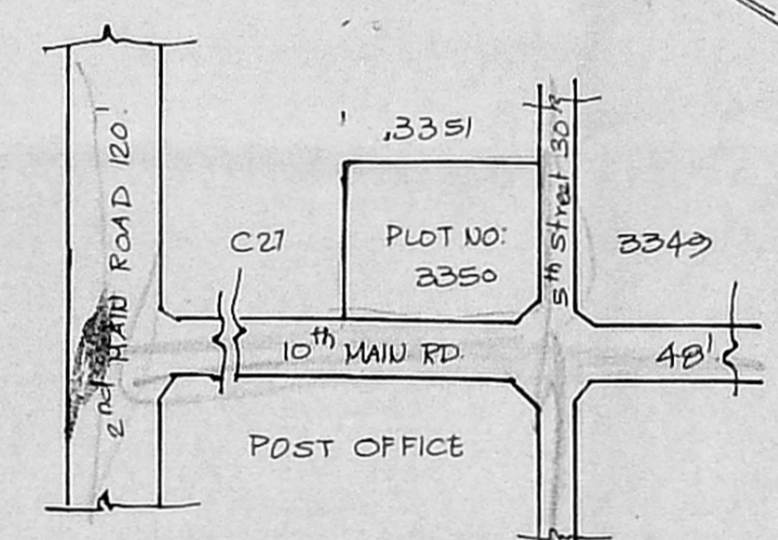 ,3351
2nd MAIN ROAD 120'
C27
PLOT NO:
3350
5th Street 30'
3349
10th MAIN RD.
48'
POST OFFICE